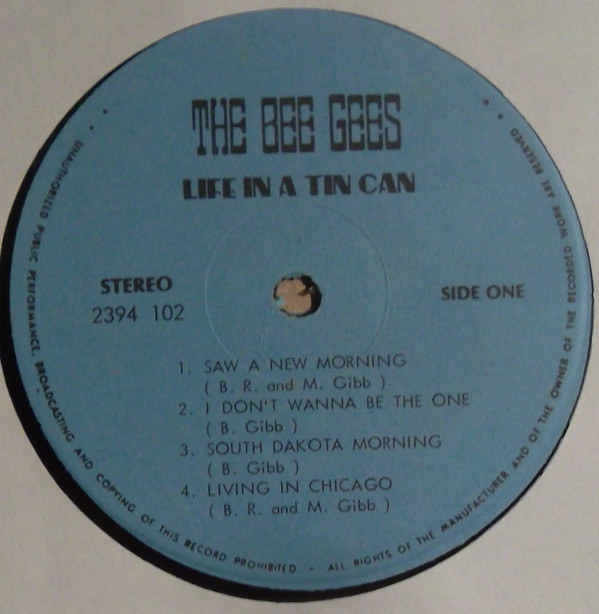 THE BEE GEES
LIFE IN A TIN CAN
STEREO
2394 102
SIDE ONE
1. SAW A NEW MORNING
( B. R. and M. Gibb )
2. I DON'T WANNA BE THE ONE
( B. Gibb )
3. SOUTH DAKOTA MORNING
( B. Gibb )
4. LIVING IN CHICAGO
( B. R. and M. Gibb )
UNAUTHORIZED PUBLIC PERFORMANCE, BROADCASTING AND COPYING OF THIS RECORD PROHIBITED - ALL RIGHTS OF THE MANUFACTURER AND OF THE OWNER OF THE RECORDED WORK ARE RESERVED